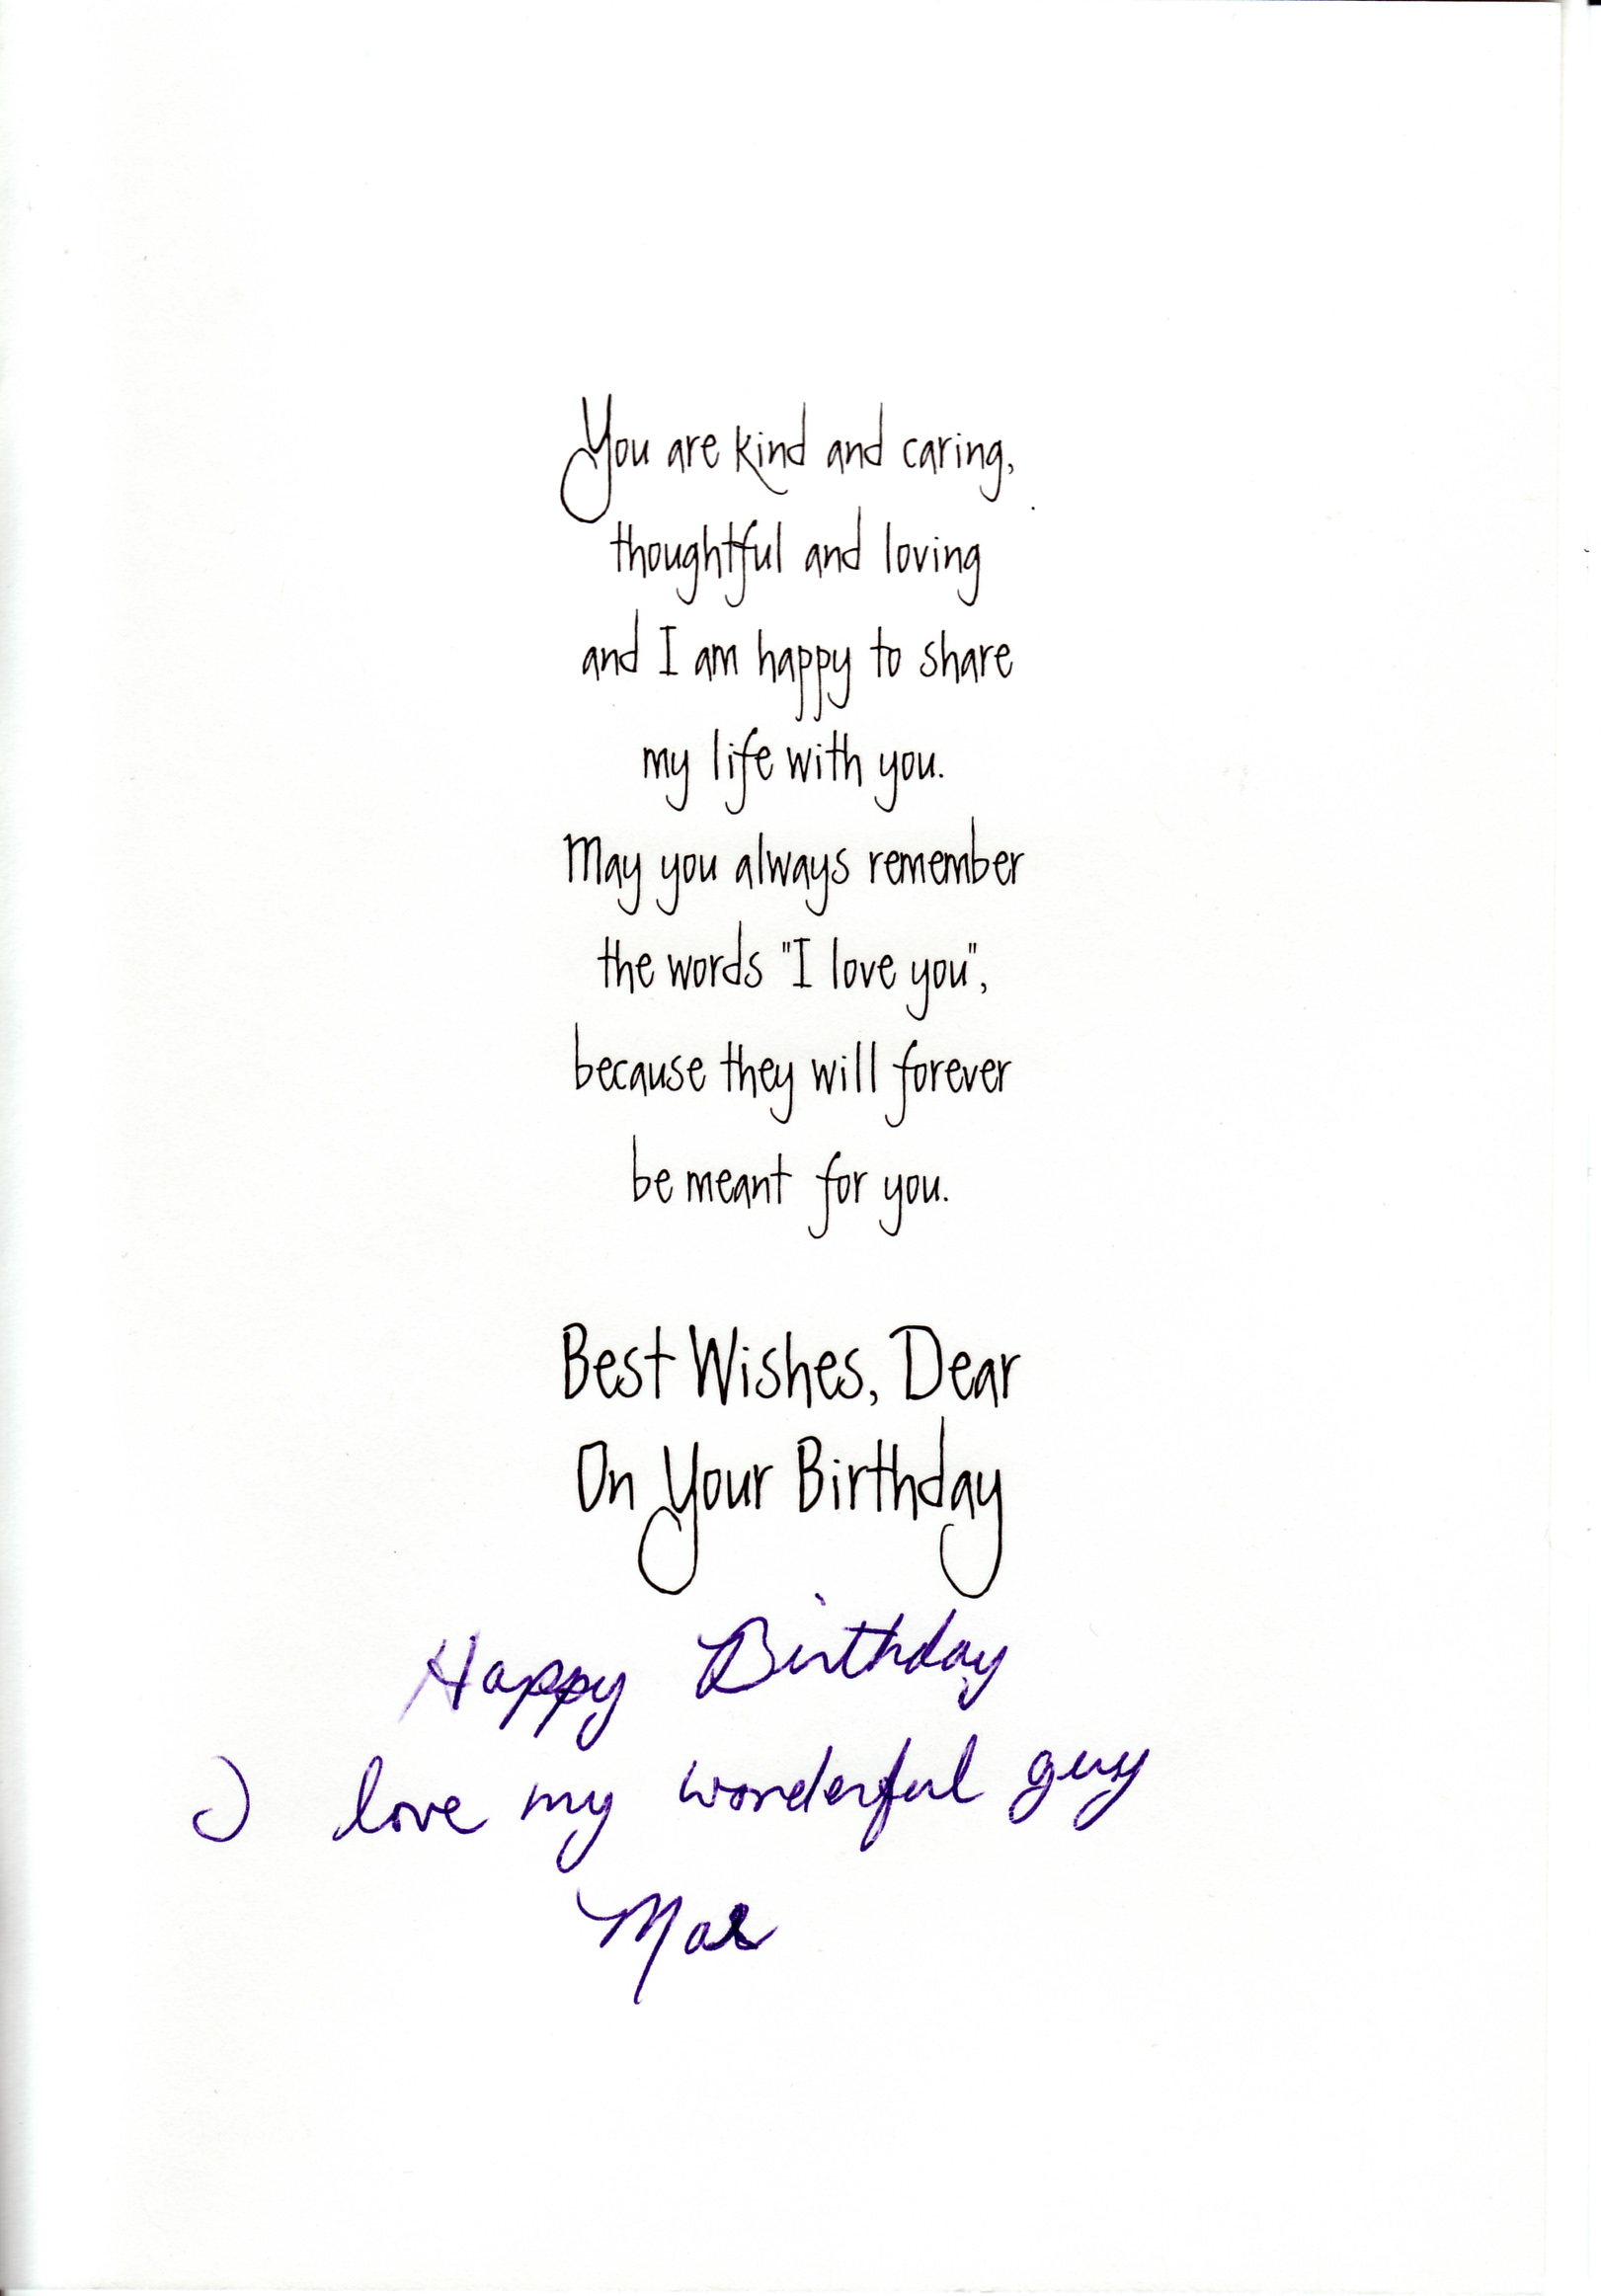 You are kind and caring,
thoughtful and loving
and I am happy to share
my life with you.
May you always remember
the words "I love you",
because they will forever
be meant for you.
Best Wishes, Dear
On Your Birthday
Happy Birthday
I love my wonderful guy